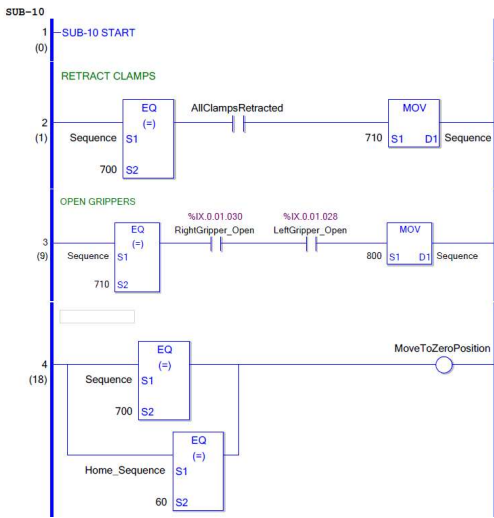 SUB-10
1 SUB-10 START
(0)
RETRACT CLAMPS
EQ AllClampsRetracted MOV
2 (=)
(1) Sequence S1 710 S1 D1 Sequence
700 S2
OPEN GRIPPERS
%IX.0.01.030 %IX.0.01.028
EQ RightGripper_Open LeftGripper_Open MOV
3 (=)
(9) Sequence S1 800 S1 D1 Sequence
710 S2
EQ MoveToZeroPosition
4 (=)
(18) Sequence S1
700 S2
EQ
(=)
Home_Sequence S1
60 S2